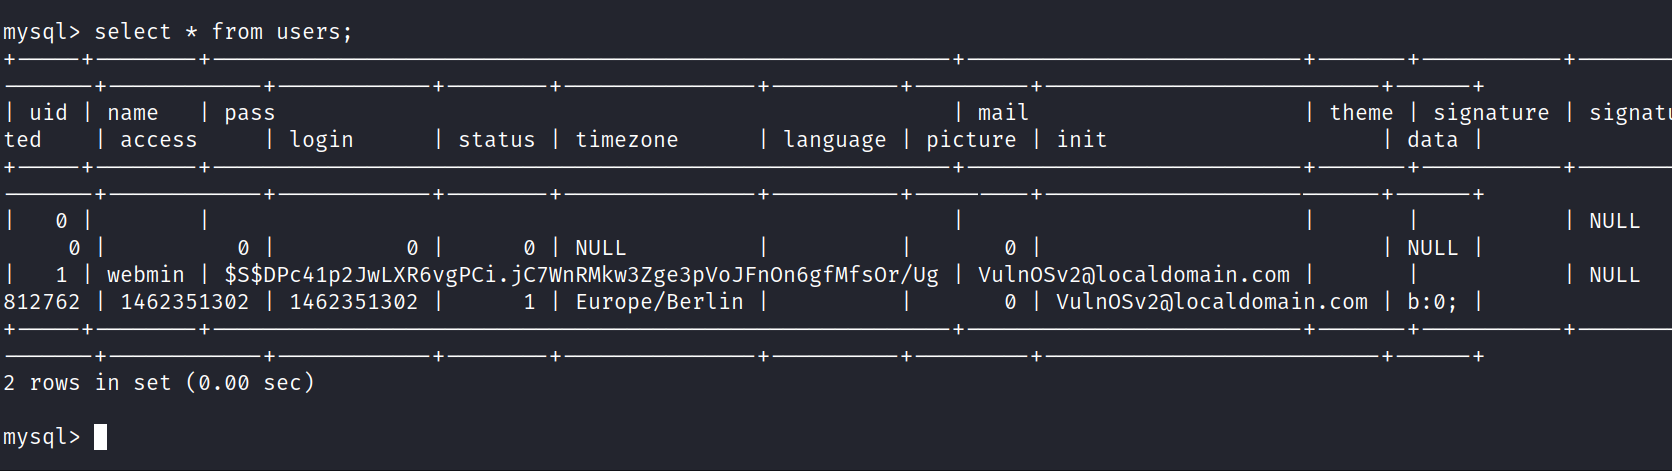 mysql> select * from users;
+-----+--------+---------------------------------------------------------+---------------------------+-------+-----------+--------
-------+------------+------------+--------+---------------+----------+---------+--------------------------+------+
| uid | name | pass | mail | theme | signature | signatu
ted | access | login | status | timezone | language | picture | init | data |
+-----+--------+---------------------------------------------------------+---------------------------+-------+-----------+--------
-------+------------+------------+--------+---------------+----------+---------+--------------------------+------+
| 0 | | | | | | NULL
0 | 0 | 0 | 0 | NULL | | 0 | | NULL |
| 1 | webmin | $S$DPc41p2JwLXR6vgPCi.jC7WnRMkw3Zge3pVoJFnOn6gfMfsOr/Ug | VulnOSv2@localdomain.com | | | NULL
812762 | 1462351302 | 1462351302 | 1 | Europe/Berlin | | 0 | VulnOSv2@localdomain.com | b:0; |
+-----+--------+---------------------------------------------------------+---------------------------+-------+-----------+--------
-------+------------+------------+--------+---------------+----------+---------+--------------------------+------+
2 rows in set (0.00 sec)
mysql>